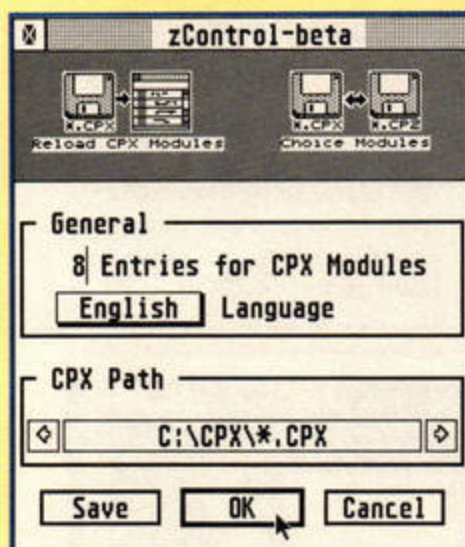 zControl-beta
*.CPX
Reload CPX Modules
*.CPX *.CPZ
Choice Modules
General
8 Entries for CPX Modules
English Language
CPX Path
C:\CPX\*.CPX
Save OK Cancel